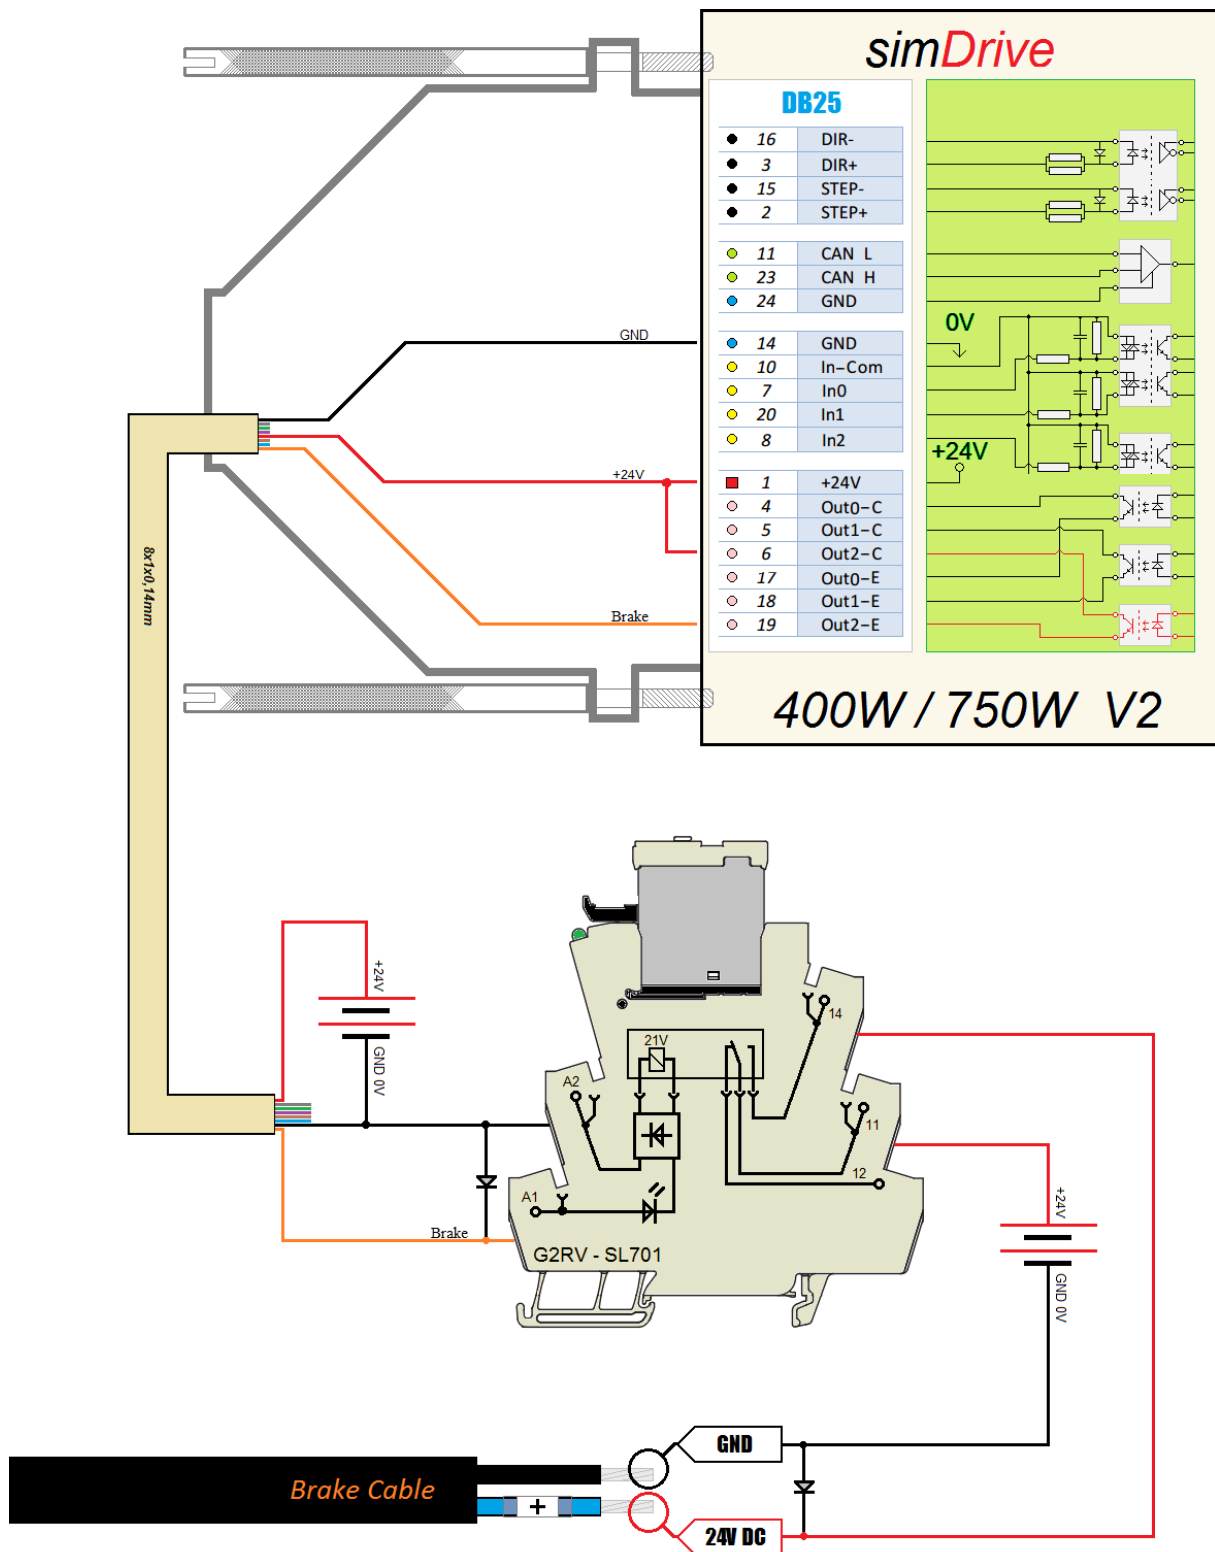 simDrive
DB25
16 DIR-
3 DIR+
15 STEP-
2 STEP+
11 CAN L
23 CAN H
24 GND
14 GND
10 In-Com
7 In0
20 In1
8 In2
1 +24V
4 Out0-C
5 Out1-C
6 Out2-C
17 Out0-E
18 Out1-E
19 Out2-E
0V
+24V
GND
+24V
Brake
400W / 750W V2
8x1x0,14mm
+24V
GND 0V
Brake
21V
14
A2
11
12
A1
G2RV - SL701
+24V
GND 0V
GND
Brake Cable
+
24V DC